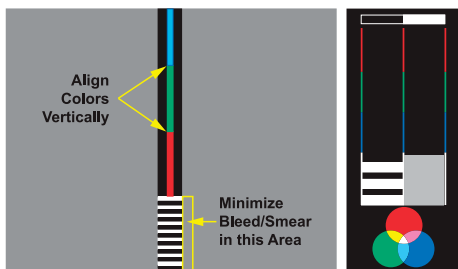 Align
Colors
Vertically
Minimize
Bleed/Smear
in this Area